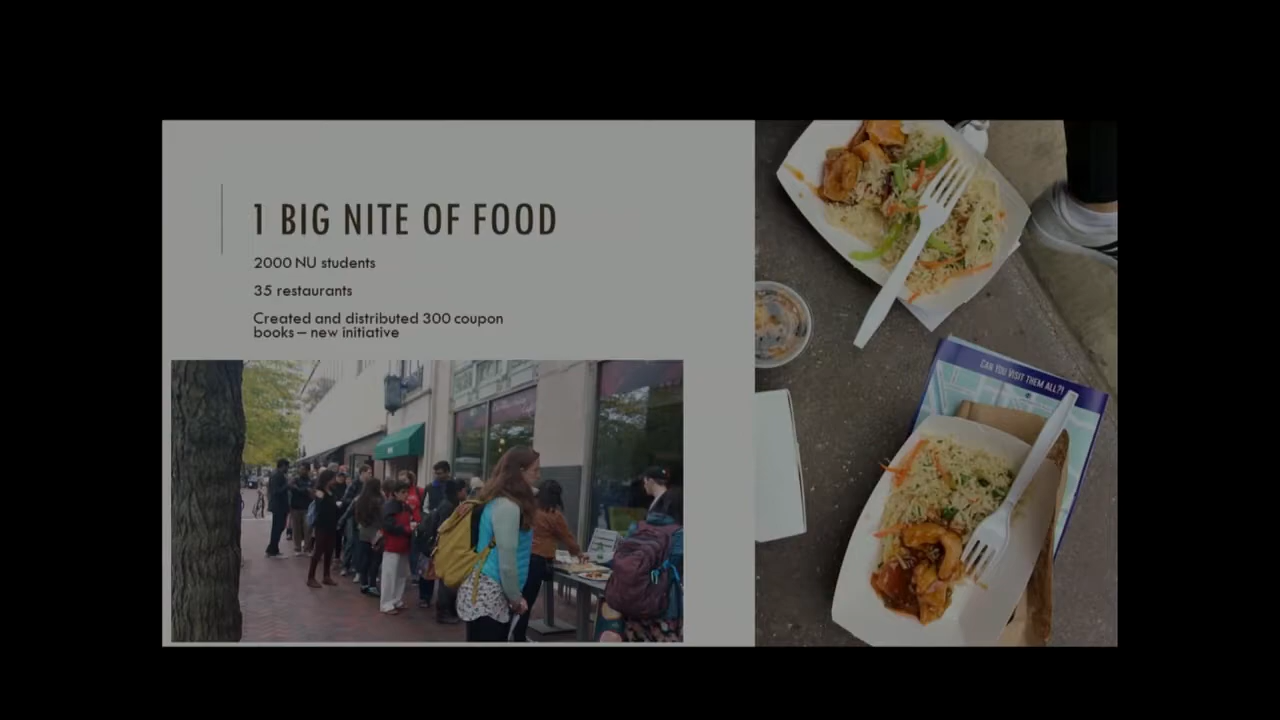 1 BIG NITE OF FOOD
2000 NU students
35 restaurants
Created and distributed 300 coupon
books – new initiative
CAN YOU VISIT THEM ALL?!